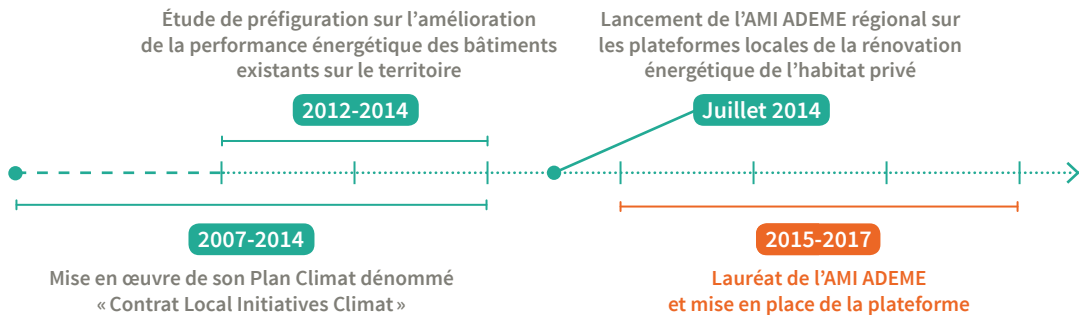 Étude de préfiguration sur l’amélioration
de la performance énergétique des bâtiments
existants sur le territoire
2012-2014
Lancement de l’AMI ADEME régional sur
les plateformes locales de la rénovation
énergétique de l’habitat privé
Juillet 2014
2007-2014
Mise en œuvre de son Plan Climat dénommé
« Contrat Local Initiatives Climat »
2015-2017
Lauréat de l’AMI ADEME
et mise en place de la plateforme